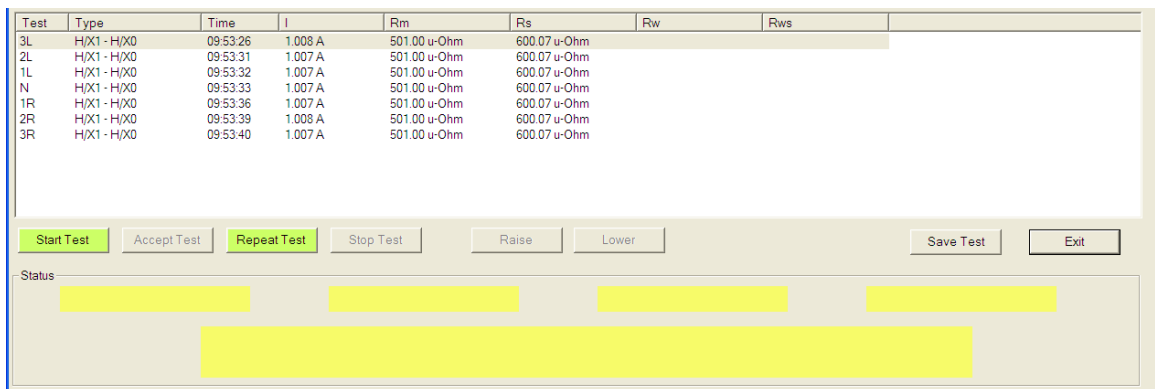 Test Type Time I Rm Rs Rw Rws
3L H/X1 - H/X0 09:53:26 1.008 A 501.00 u-Ohm 600.07 u-Ohm
2L H/X1 - H/X0 09:53:31 1.007 A 501.00 u-Ohm 600.07 u-Ohm
1L H/X1 - H/X0 09:53:32 1.007 A 501.00 u-Ohm 600.07 u-Ohm
N H/X1 - H/X0 09:53:33 1.007 A 501.00 u-Ohm 600.07 u-Ohm
1R H/X1 - H/X0 09:53:36 1.007 A 501.00 u-Ohm 600.07 u-Ohm
2R H/X1 - H/X0 09:53:39 1.008 A 501.00 u-Ohm 600.07 u-Ohm
3R H/X1 - H/X0 09:53:40 1.007 A 501.00 u-Ohm 600.07 u-Ohm
Start Test Accept Test Repeat Test Stop Test Raise Lower Save Test Exit
Status